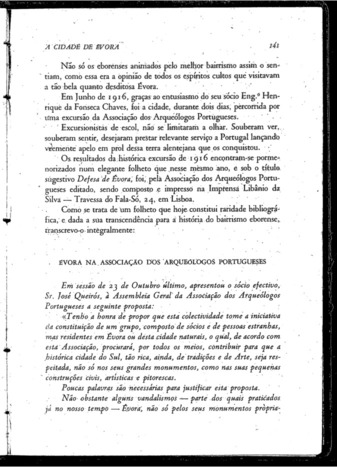 A CIDADE DE ÉVORA 141
Não só os eborenses animados pelo melhor bairrismo assim o sen-
tiam, como essa era a opinião de todos os espíritos cultos que visitavam
a tão bela quanto desditosa Évora.
Em Junho de 1916, graças ao entusiasmo do seu sócio Eng.º Hen-
rique da Fonseca Chaves, foi a cidade, durante dois dias, percorrida por
uma excursão da Associação dos Arqueólogos Portugueses.
Excursionistas de escol, não se limitaram a olhar. Souberam ver,
souberam sentir, desejaram prestar relevante serviço a Portugal lançando
veemente apelo em prol dessa terra alentejana que os conquistou.
Os resultados da histórica excursão de 1916 encontram-se porme-
norizados num elegante folheto que nesse mesmo ano, e sob o título
sugestivo Defesa de Évora, foi, pela Associação dos Arqueólogos Portu-
gueses editado, sendo composto e impresso na Imprensa Libânio da
Silva — Travessa do Fala-Só, 24, em Lisboa.
Como se trata de um folheto que hoje constitui raridade bibliográ-
fica, e dada a sua transcendência para a história do bairrismo eborense,
transcrevo-o integralmente:
ÉVORA NA ASSOCIAÇÃO DOS ARQUEÓLOGOS PORTUGUESES
Em sessão de 23 de Outubro último, apresentou o sócio efectivo,
Sr. José Queirós, à Assembleia Geral da Associação dos Arqueólogos
Portugueses a seguinte proposta:
«Tenho a honra de propor que esta colectividade tome a iniciativa
da constituição de um grupo, composto de sócios e de pessoas estranhas,
mas residentes em Évora ou desta cidade naturais, o qual, de acordo com
esta Associação, procurará, por todos os meios, contribuir para que a
histórica cidade do Sul, tão rica, ainda, de tradições e de Arte, seja res-
peitada, não só nos seus grandes monumentos, como nas suas pequenas
construções civis, artísticas e pitorescas.
Poucas palavras são necessárias para justificar esta proposta.
Não obstante alguns vandalismos — parte dos quais praticados
já no nosso tempo — Évora, não só pelos seus monumentos pròpria-